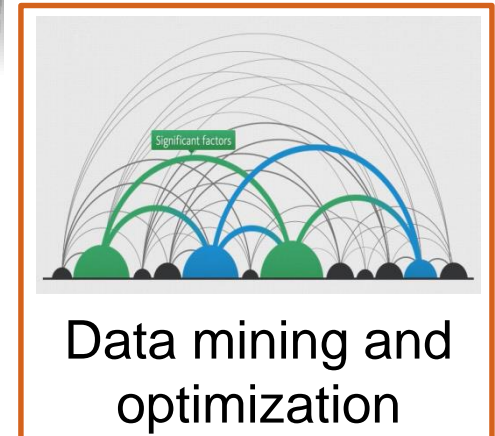 Significant factors
Data mining and
optimization